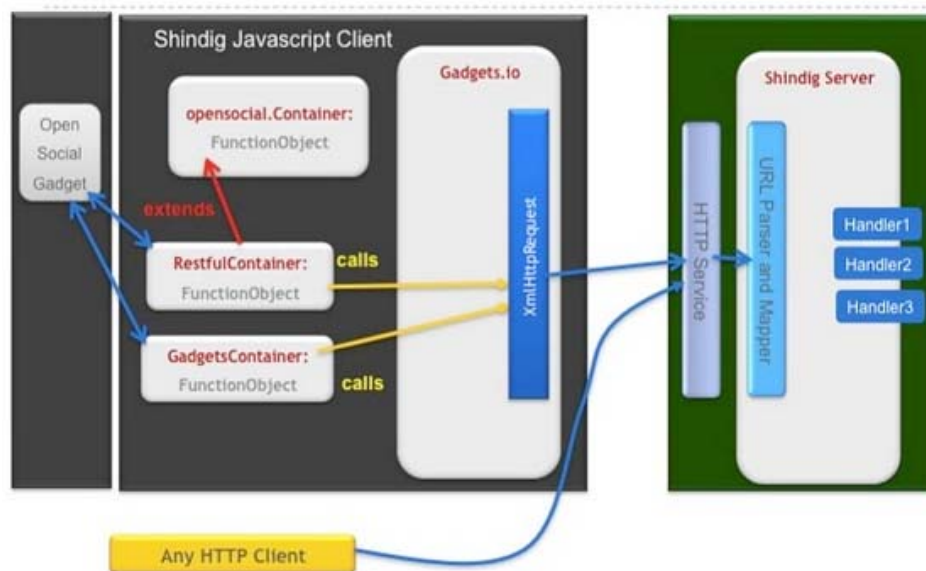 Shindig Javascript Client
Open
Social
Gadget
opensocial.Container:
FunctionObject
extends
RestfulContainer:
FunctionObject
calls
GadgetsContainer:
FunctionObject
calls
Gadgets.io
XmlHttpRequest
HTTP Service
Shindig Server
URL Parser and Mapper
Handler1
Handler2
Handler3
Any HTTP Client